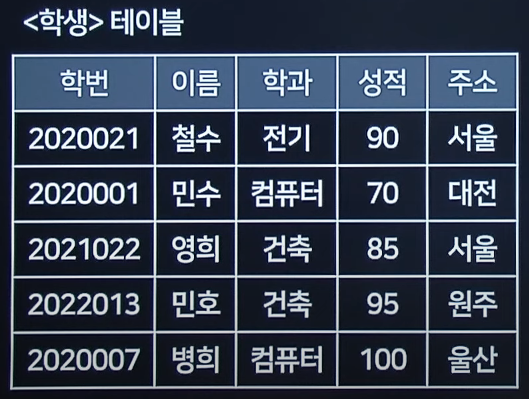 <학생> 테이블
학번 이름 학과 성적 주소
2020021 철수 전기 90 서울
2020001 민수 컴퓨터 70 대전
2021022 영희 건축 85 서울
2022013 민호 건축 95 원주
2020007 병희 컴퓨터 100 울산